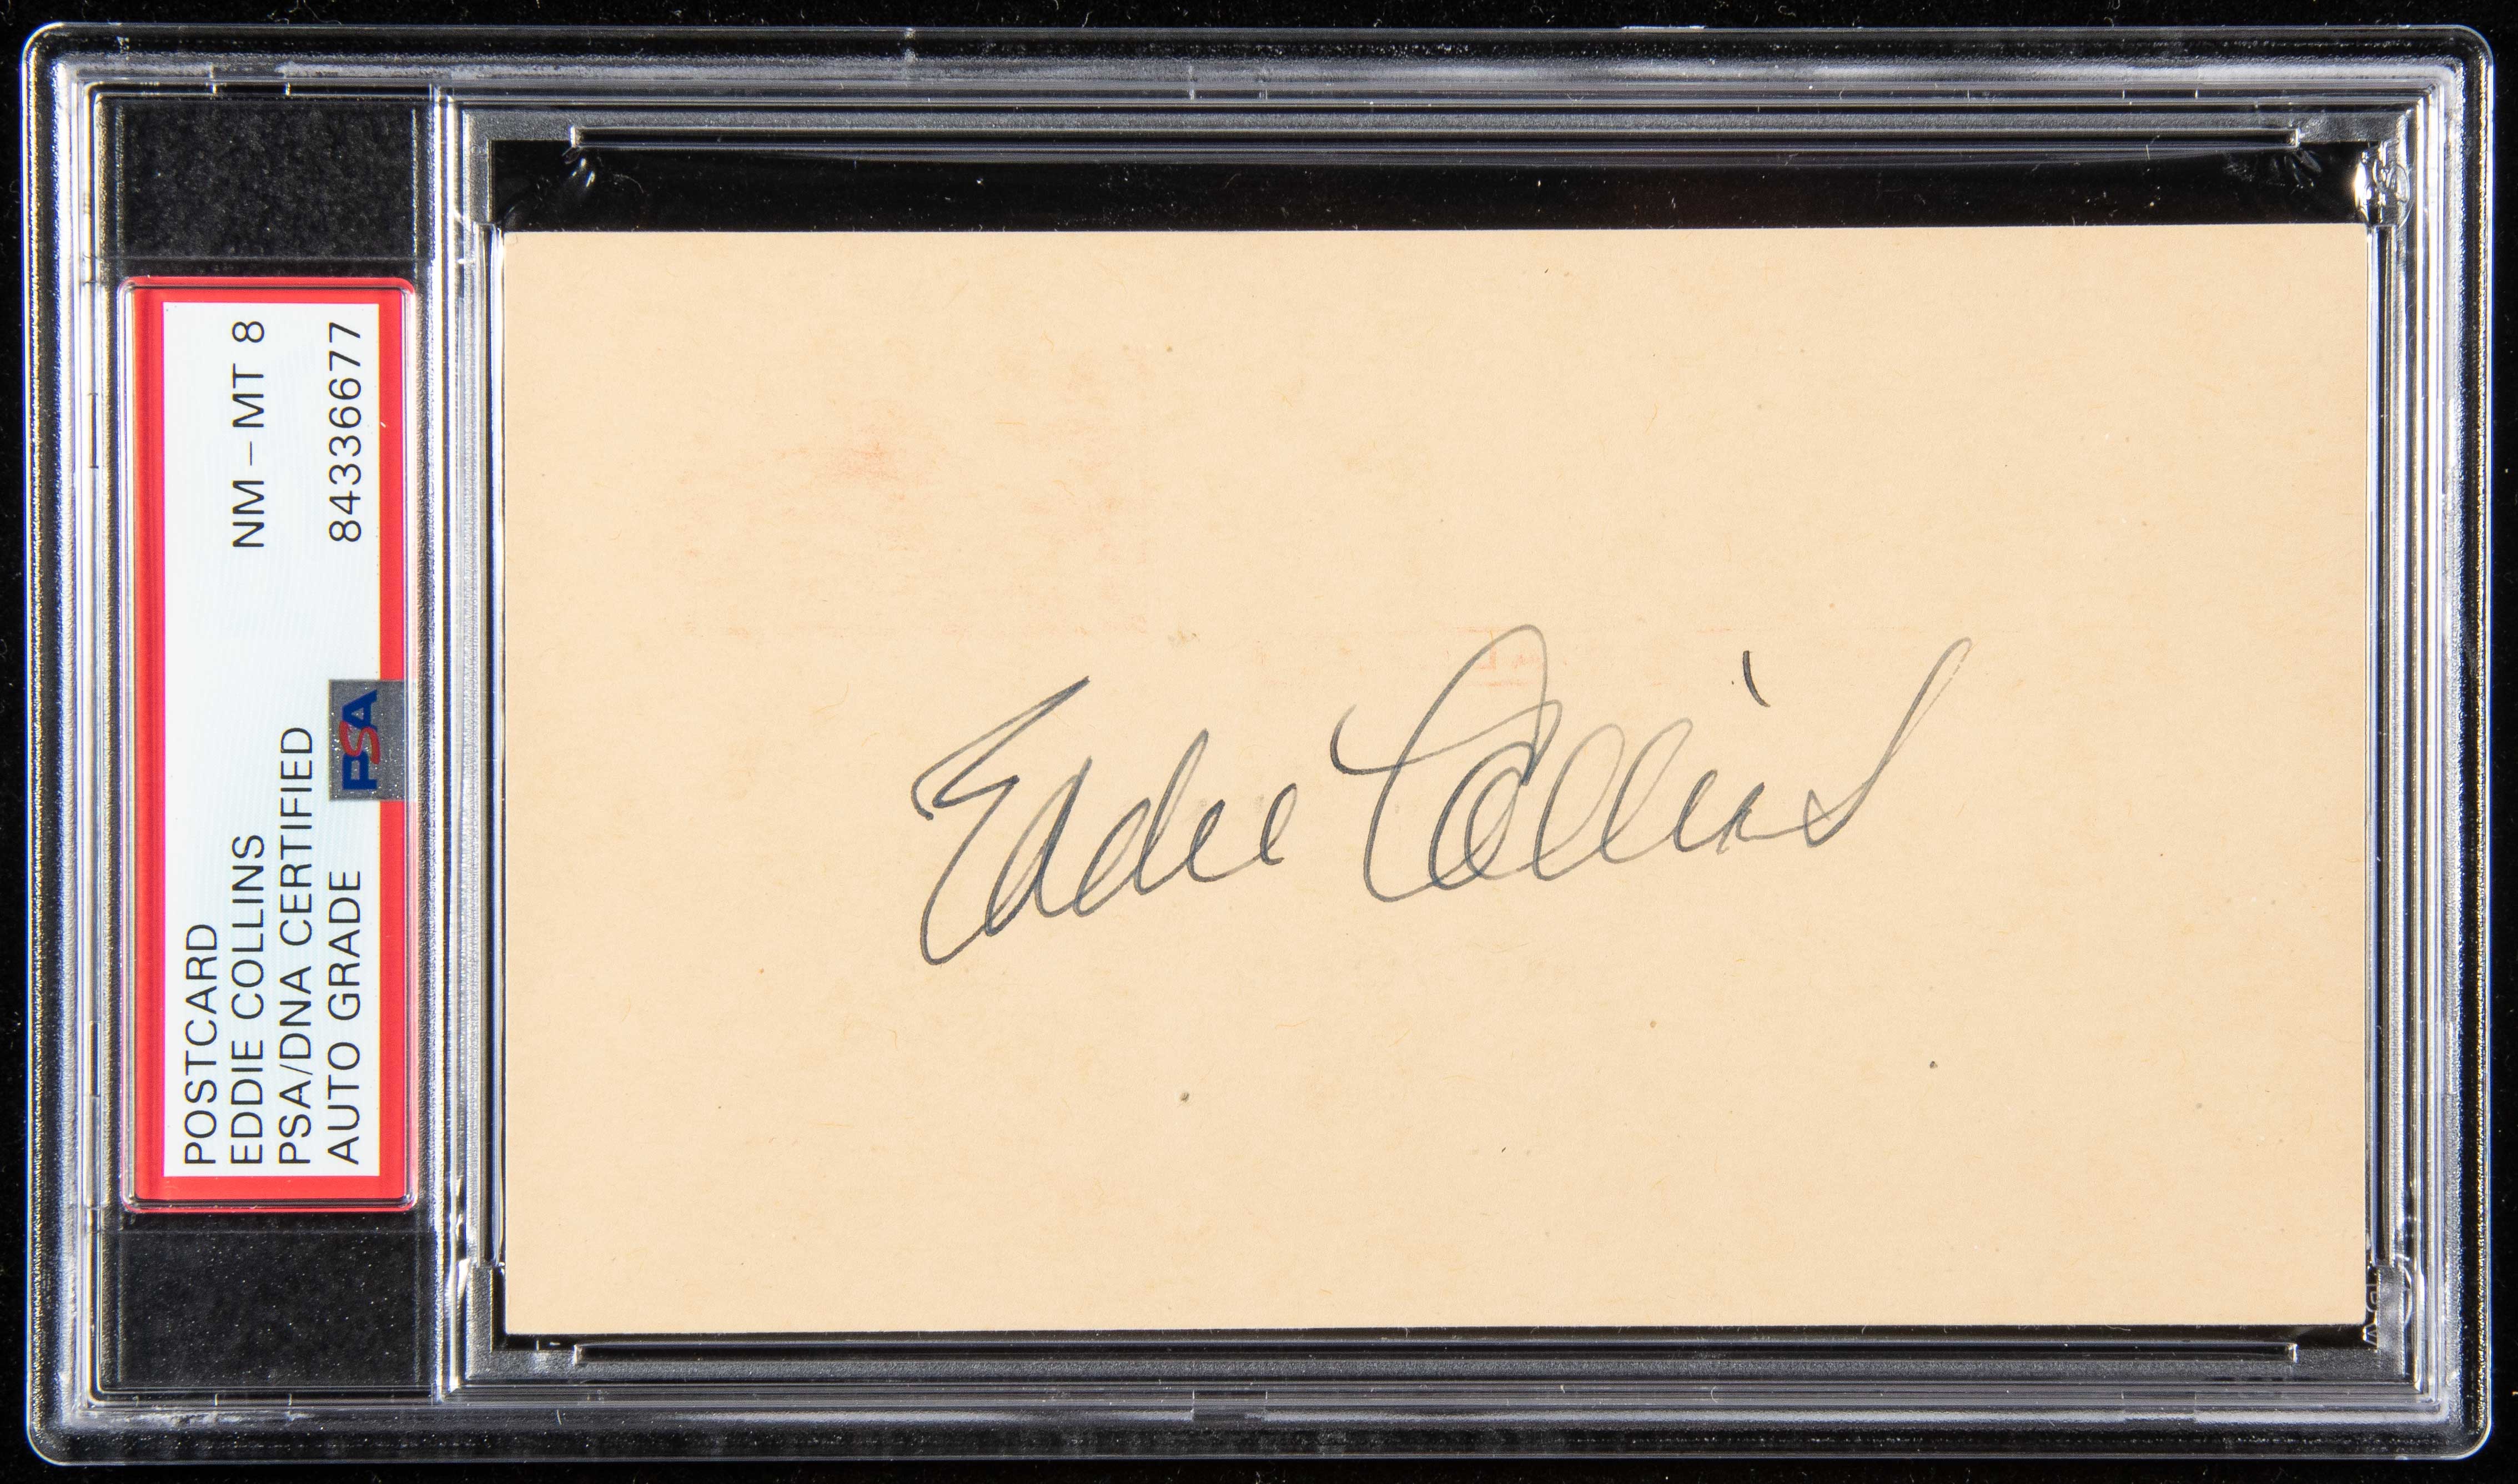 POSTCARD
EDDIE COLLINS NM-MT 8
PSA/DNA CERTIFIED
AUTO GRADE 84336677
PSA
Eddie Collins